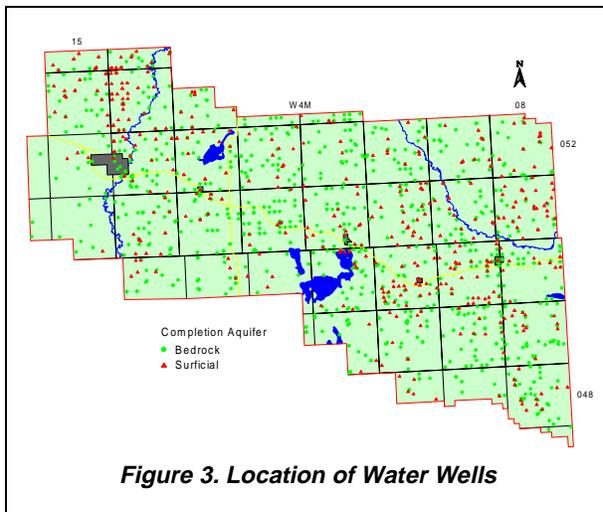 15
N
W4M
08
052
Completion Aquifer
Bedrock
Surficial
048
Figure 3. Location of Water Wells